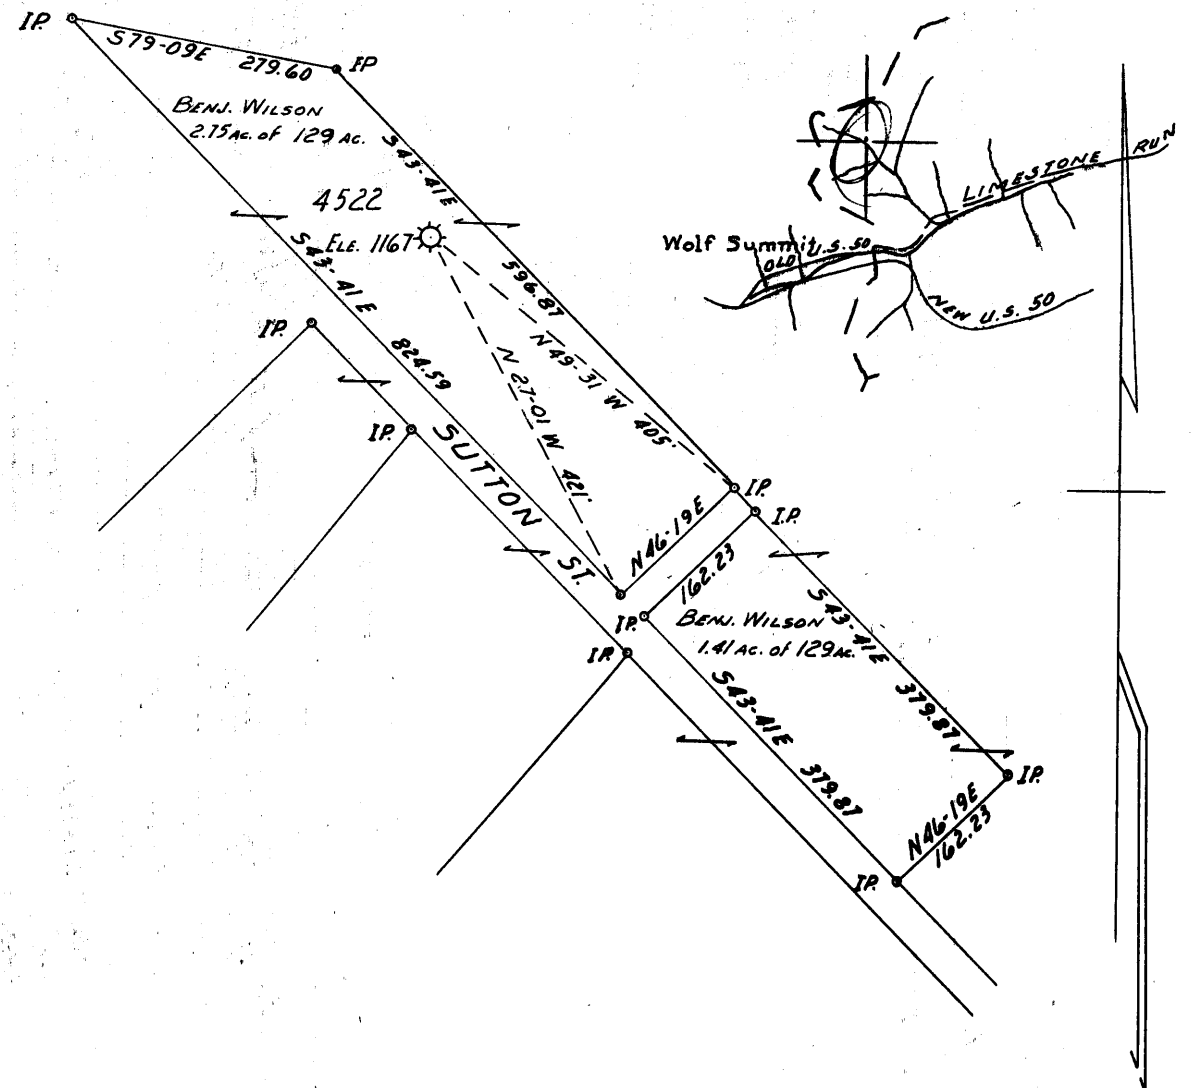 I.P.
S79-09E 279.60
I.P
BENJ. WILSON
2.75 AC. of 129 AC.
S43-41E
596.87
4522
ELE. 1167
S43-41E
824.59
I.P.
I.P.
SUTTON ST.
N 27-01 W 421'
N 49-31 W 405'
I.P.
I.P.
N46-19E
162.23
I.P.
I.P.
BENJ. WILSON
1.41 AC. of 129 AC.
S43-41E 379.87
S43-41E 379.87
I.P.
N46-19E
162.23
I.P.
LIMESTONE RUN
Wolf Summit
OLD U.S. 50
NEW U.S. 50